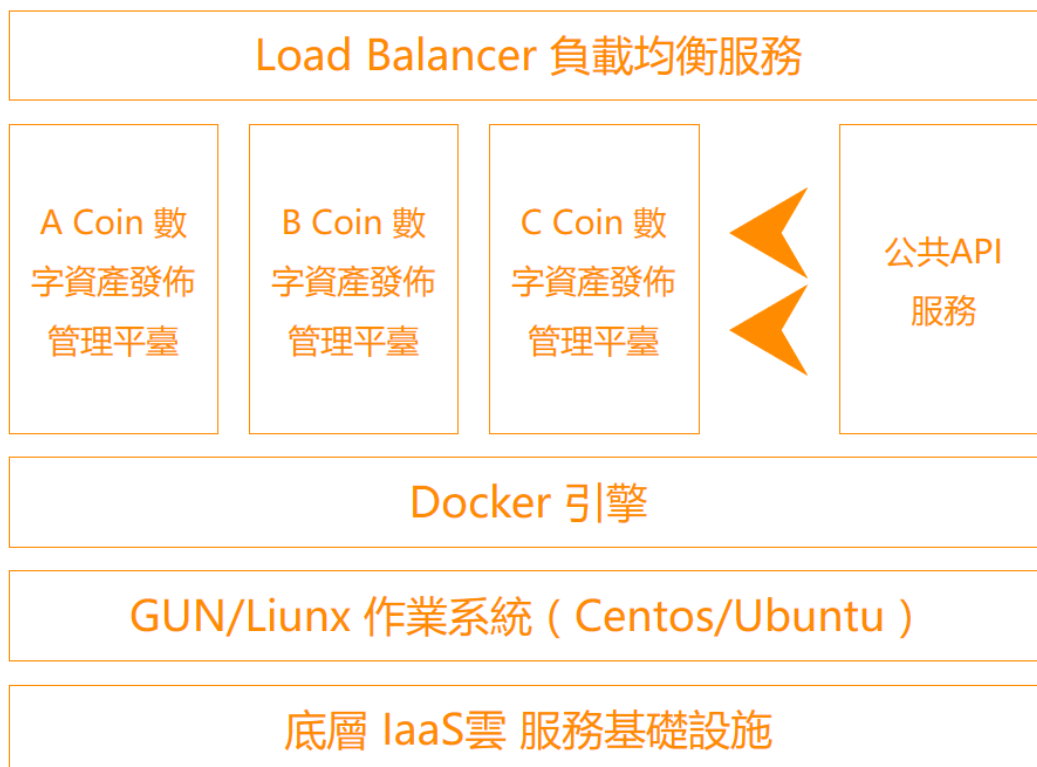 Load Balancer 負載均衡服務
A Coin 數
字資產發佈
管理平臺
B Coin 數
字資產發佈
管理平臺
C Coin 數
字資產發佈
管理平臺
公共API
服務
Docker 引擎
GUN/Liunx 作業系統（Centos/Ubuntu）
底層 IaaS雲 服務基礎設施